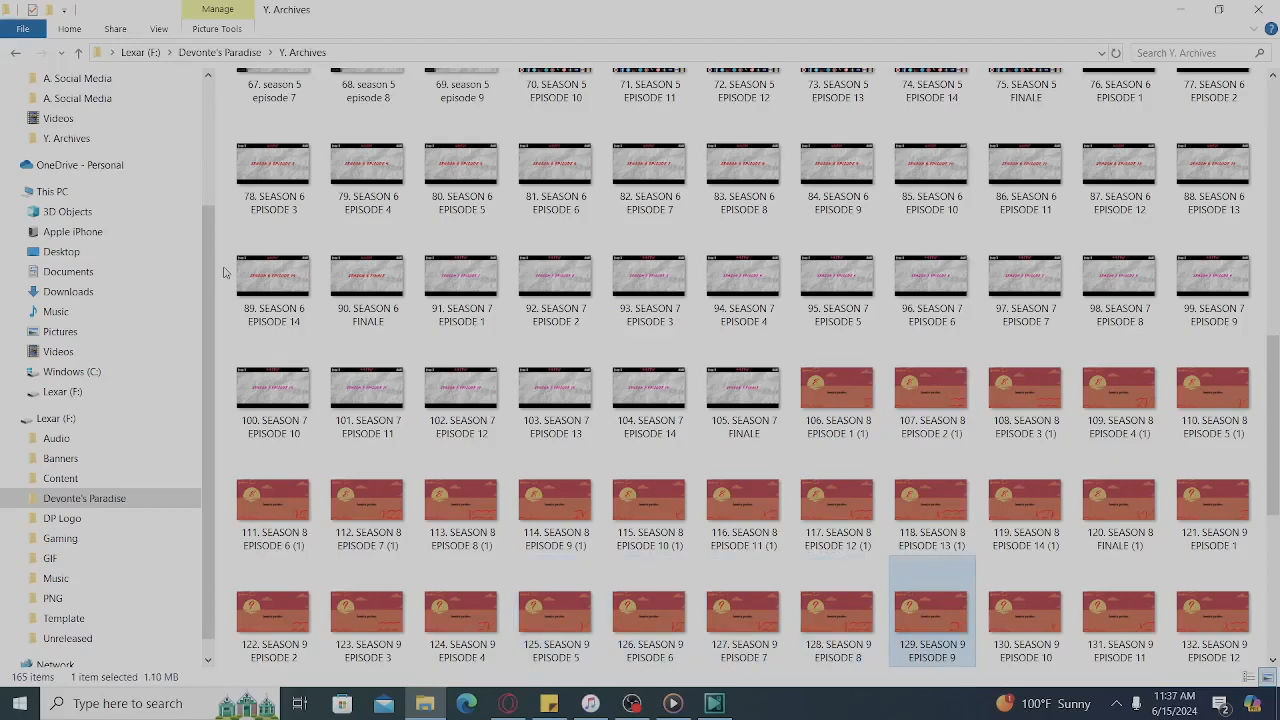 Manage
Y. Archives
File
Home
Share
View
Picture Tools
Lexar (F:) > Devonte's Paradise > Y. Archives
Search Y. Archives
A. Social Media
A. Social Media
Videos
Y. Archives
OneDrive - Personal
This PC
3D Objects
Apple iPhone
Desktop
Documents
Downloads
Music
Pictures
Videos
Windows (C:)
Lexar (F:)
Lexar (F:)
Audio
Banners
Content
Devonte's Paradise
DP Logo
Gaming
GIF
Music
PNG
Template
Unreleased
Network
67. season 5 episode 7
68. season 5 episode 8
69. season 5 episode 9
70. SEASON 5 EPISODE 10
71. SEASON 5 EPISODE 11
72. SEASON 5 EPISODE 12
73. SEASON 5 EPISODE 13
74. SEASON 5 EPISODE 14
75. SEASON 5 FINALE
76. SEASON 6 EPISODE 1
77. SEASON 6 EPISODE 2
78. SEASON 6 EPISODE 3
79. SEASON 6 EPISODE 4
80. SEASON 6 EPISODE 5
81. SEASON 6 EPISODE 6
82. SEASON 6 EPISODE 7
83. SEASON 6 EPISODE 8
84. SEASON 6 EPISODE 9
85. SEASON 6 EPISODE 10
86. SEASON 6 EPISODE 11
87. SEASON 6 EPISODE 12
88. SEASON 6 EPISODE 13
89. SEASON 6 EPISODE 14
90. SEASON 6 FINALE
91. SEASON 7 EPISODE 1
92. SEASON 7 EPISODE 2
93. SEASON 7 EPISODE 3
94. SEASON 7 EPISODE 4
95. SEASON 7 EPISODE 5
96. SEASON 7 EPISODE 6
97. SEASON 7 EPISODE 7
98. SEASON 7 EPISODE 8
99. SEASON 7 EPISODE 9
100. SEASON 7 EPISODE 10
101. SEASON 7 EPISODE 11
102. SEASON 7 EPISODE 12
103. SEASON 7 EPISODE 13
104. SEASON 7 EPISODE 14
105. SEASON 7 FINALE
106. SEASON 8 EPISODE 1 (1)
107. SEASON 8 EPISODE 2 (1)
108. SEASON 8 EPISODE 3 (1)
109. SEASON 8 EPISODE 4 (1)
110. SEASON 8 EPISODE 5 (1)
111. SEASON 8 EPISODE 6 (1)
112. SEASON 8 EPISODE 7 (1)
113. SEASON 8 EPISODE 8 (1)
114. SEASON 8 EPISODE 9 (1)
115. SEASON 8 EPISODE 10 (1)
116. SEASON 8 EPISODE 11 (1)
117. SEASON 8 EPISODE 12 (1)
118. SEASON 8 EPISODE 13 (1)
119. SEASON 8 EPISODE 14 (1)
120. SEASON 8 FINALE (1)
121. SEASON 9 EPISODE 1
122. SEASON 9 EPISODE 2
123. SEASON 9 EPISODE 3
124. SEASON 9 EPISODE 4
125. SEASON 9 EPISODE 5
126. SEASON 9 EPISODE 6
127. SEASON 9 EPISODE 7
128. SEASON 9 EPISODE 8
129. SEASON 9 EPISODE 9
130. SEASON 9 EPISODE 10
131. SEASON 9 EPISODE 11
132. SEASON 9 EPISODE 12
165 items
1 item selected 1.10 MB
Type here to search
100°F Sunny
11:37 AM
6/15/2024